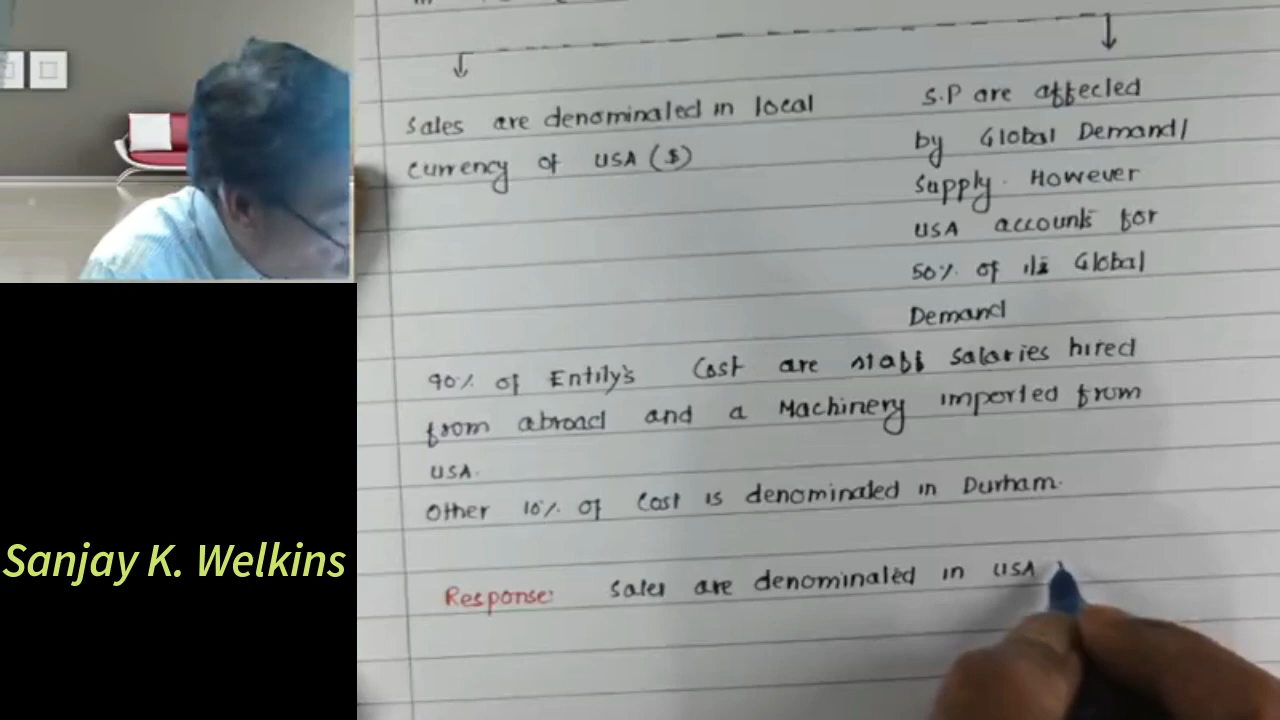 Sales are denominated in local
currency of USA ($)
S.P are affected
by Global Demand/
Supply. However
USA accounts for
50% of its Global
Demand
90% of Entity's Cost are staff salaries hired
from abroad and a Machinery imported from
USA.
Other 10% of Cost is denominated in Durham.
Response: Sales are denominated in USA
Sanjay K. Welkins